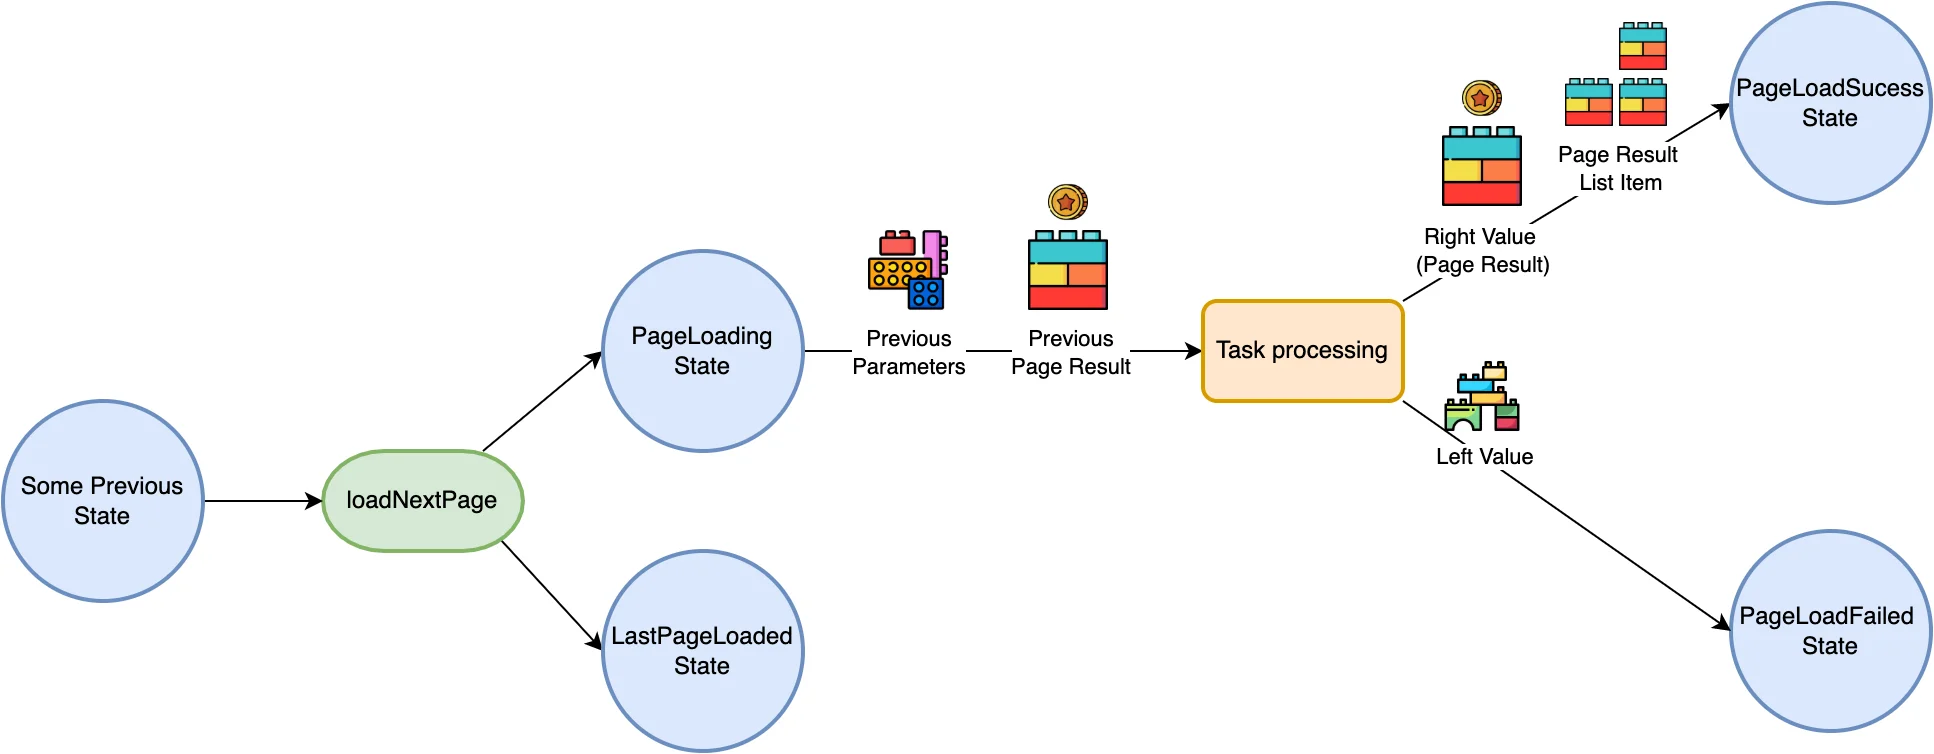 Some Previous
State
loadNextPage
PageLoading
State
LastPageLoaded
State
Previous
Parameters
Previous
Page Result
Task processing
Right Value
(Page Result)
Page Result
List Item
PageLoadSucess
State
Left Value
PageLoadFailed
State